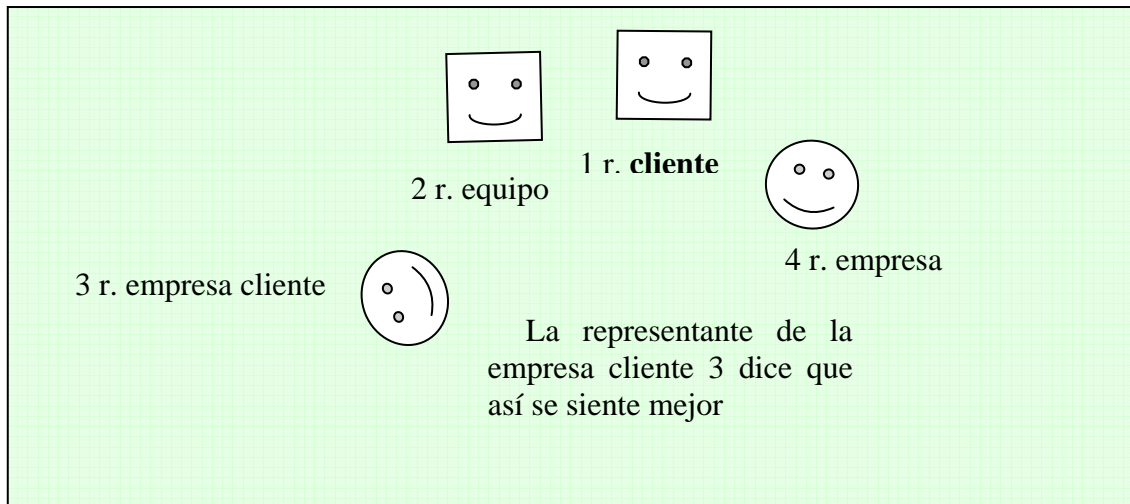 1 r. cliente
2 r. equipo
4 r. empresa
3 r. empresa cliente
La representante de la
empresa cliente 3 dice que
así se siente mejor